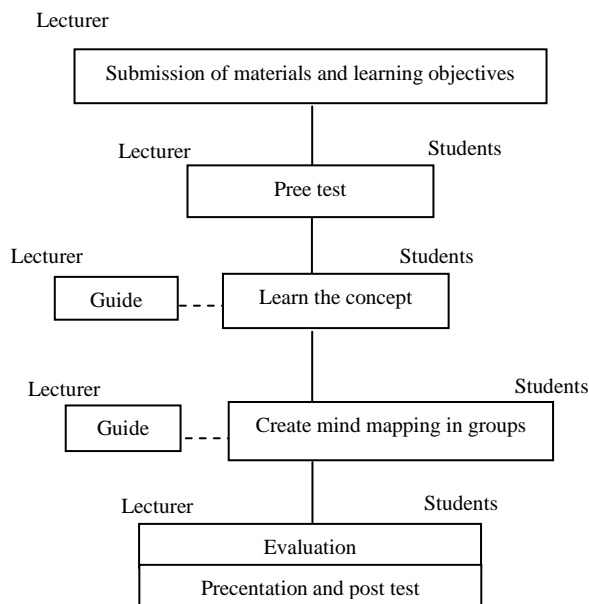 Lecturer
Submission of materials and learning objectives
Lecturer
Students
Pree test
Lecturer
Students
Guide
Learn the concept
Lecturer
Students
Guide
Create mind mapping in groups
Lecturer
Students
Evaluation
Precentation and post test